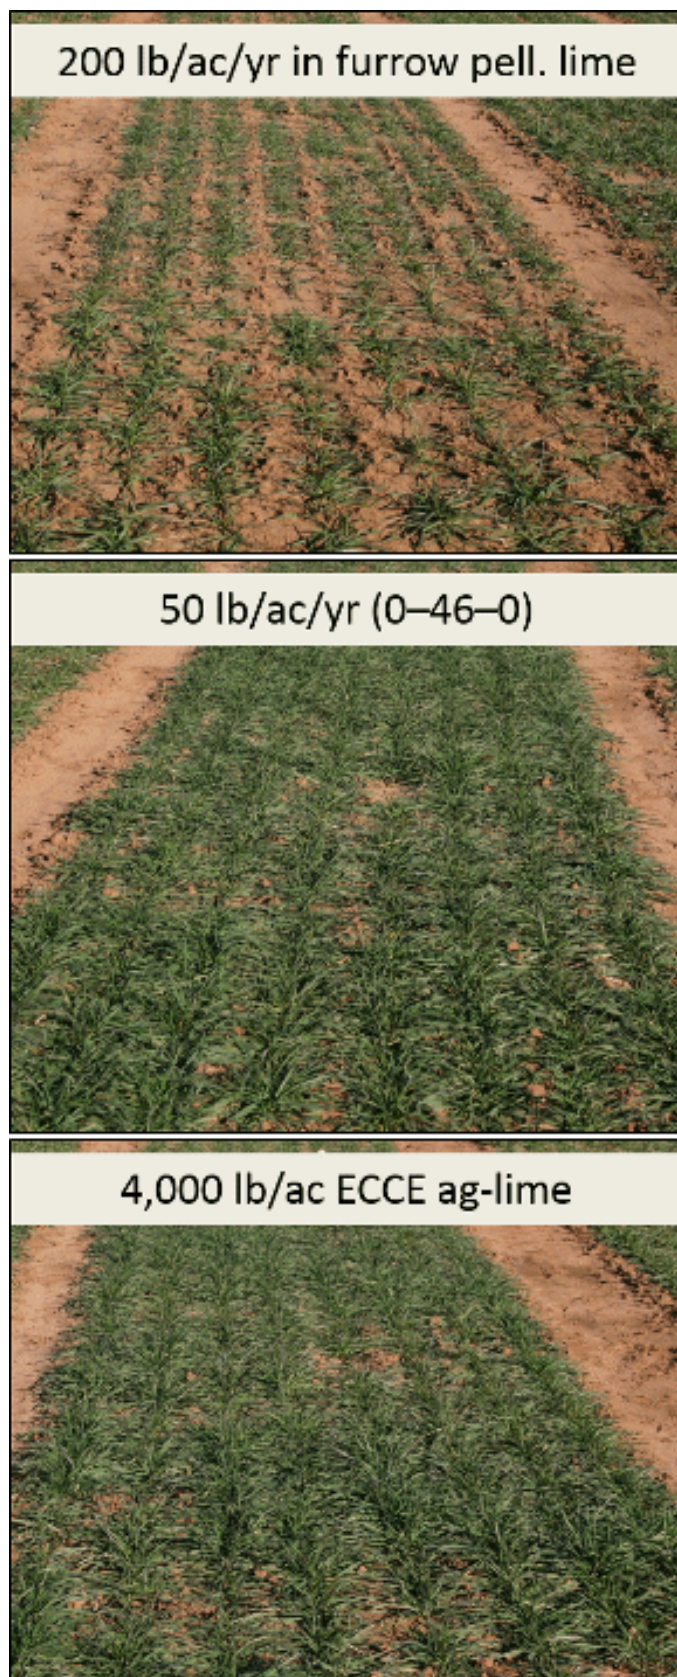 200 lb/ac/yr in furrow pell. lime
50 lb/ac/yr (0–46–0)
4,000 lb/ac ECCE ag-lime